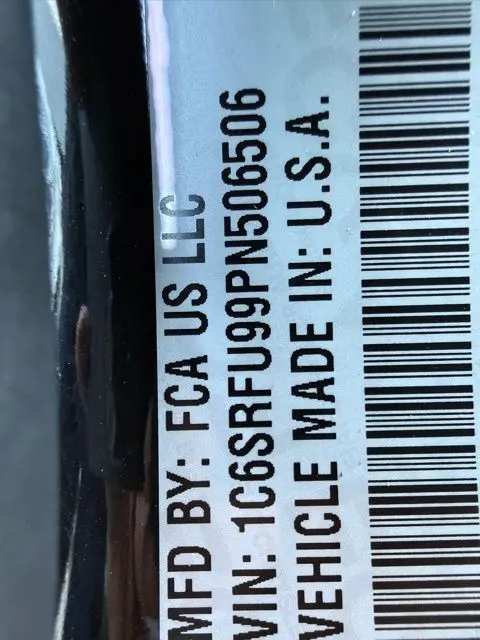 MFD BY: FCA US LLC
VIN: 1C6SRFU99PN506506
VEHICLE MADE IN: U.S.A.